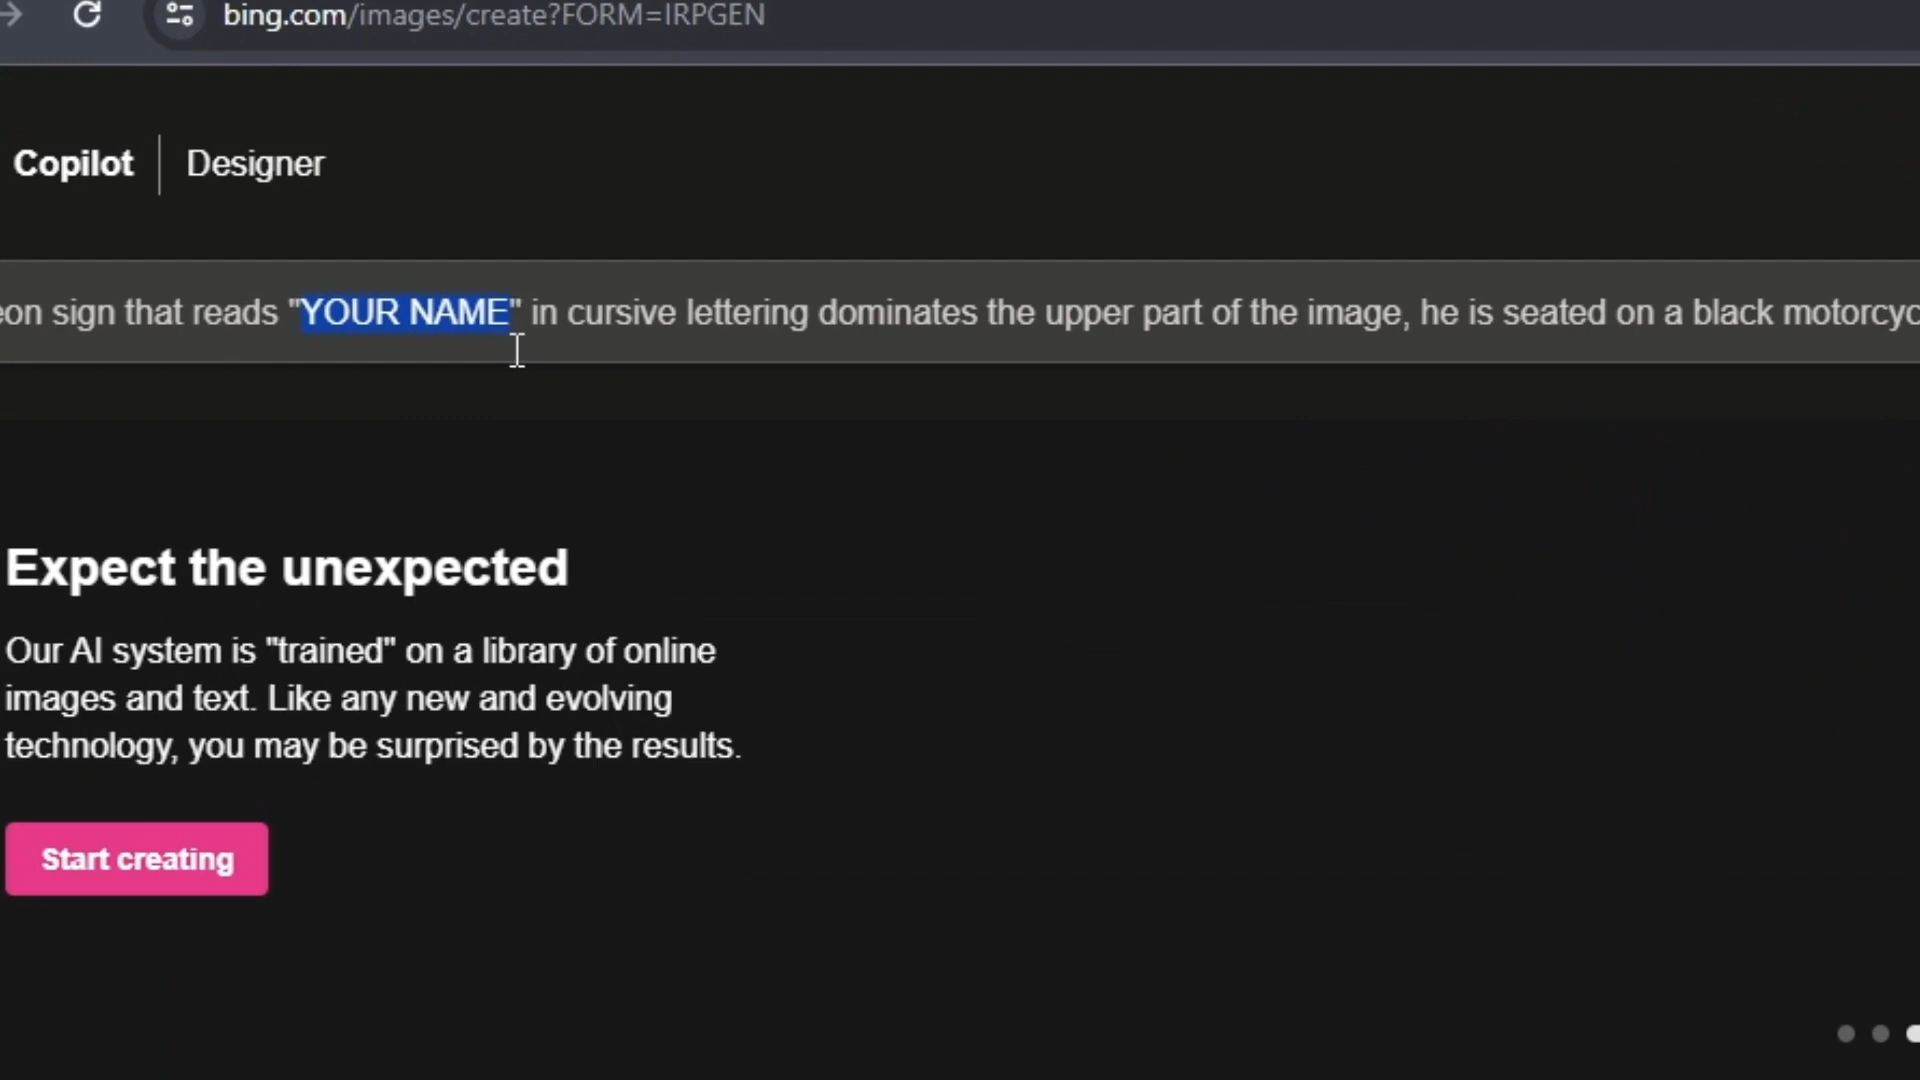 bing.com/images/create?FORM=IRPGEN
Copilot | Designer
sign that reads "YOUR NAME" in cursive lettering dominates the upper part of the image, he is seated on a black
Expect the unexpected
Our AI system is "trained" on a library of online
images and text. Like any new and evolving
technology, you may be surprised by the results.
Start creating